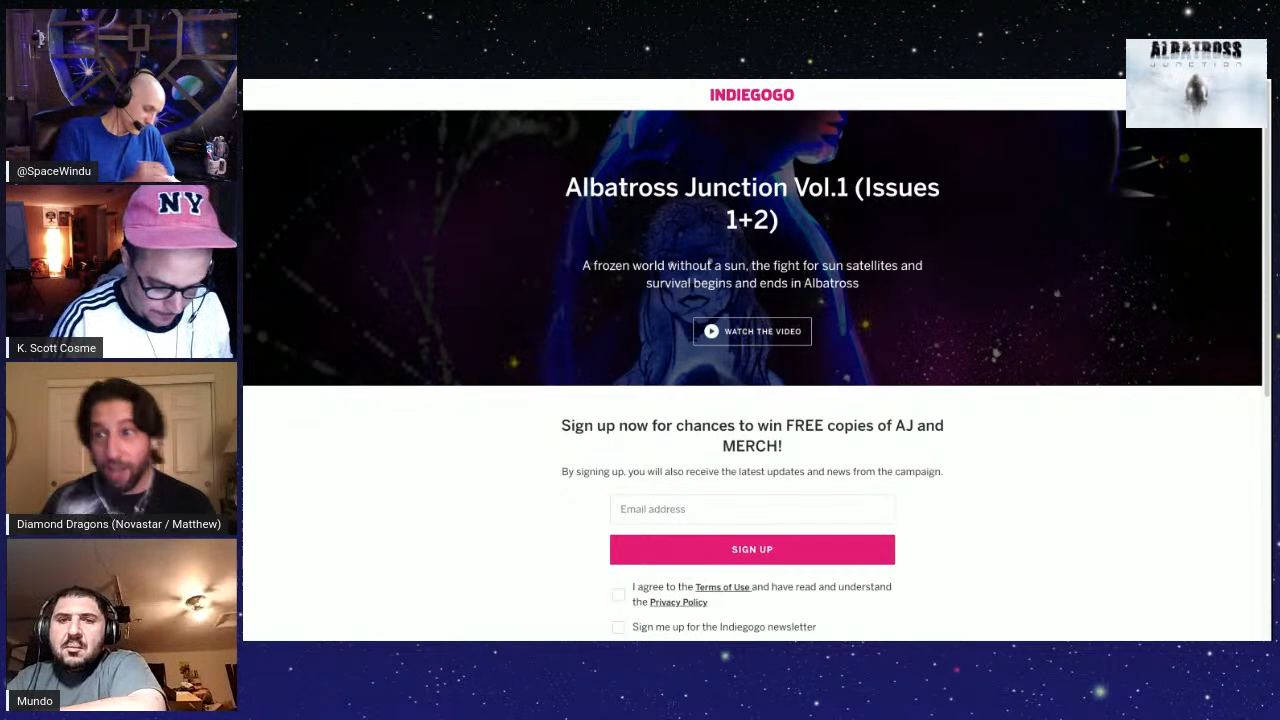 @SpaceWindu
NY
K. Scott Cosme
Diamond Dragons (Novastar / Matthew)
Mundo
INDIEGOGO
Albatross Junction Vol.1 (Issues
1+2)
A frozen world without a sun, the fight for sun satellites and
survival begins and ends in Albatross
WATCH THE VIDEO
Sign up now for chances to win FREE copies of AJ and
MERCH!
By signing up, you will also receive the latest updates and news from the campaign.
Email address
SIGN UP
I agree to the Terms of Use and have read and understand
the Privacy Policy
Sign me up for the Indiegogo newsletter
ALBATROSS
JUNCTION